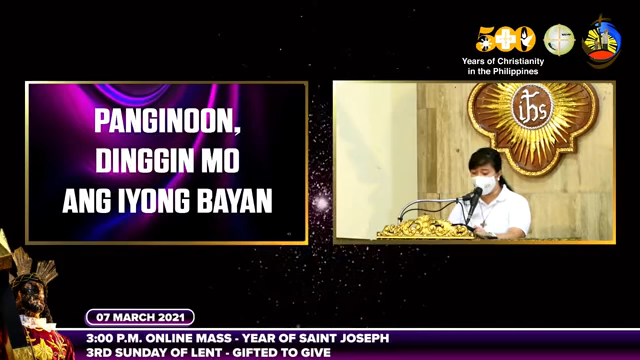 500
Years of Christianity
in the Philippines
PANGINOON,
DINGGIN MO
ANG IYONG BAYAN
ihs
07 MARCH 2021
3:00 P.M. ONLINE MASS - YEAR OF SAINT JOSEPH
3RD SUNDAY OF LENT - GIFTED TO GIVE